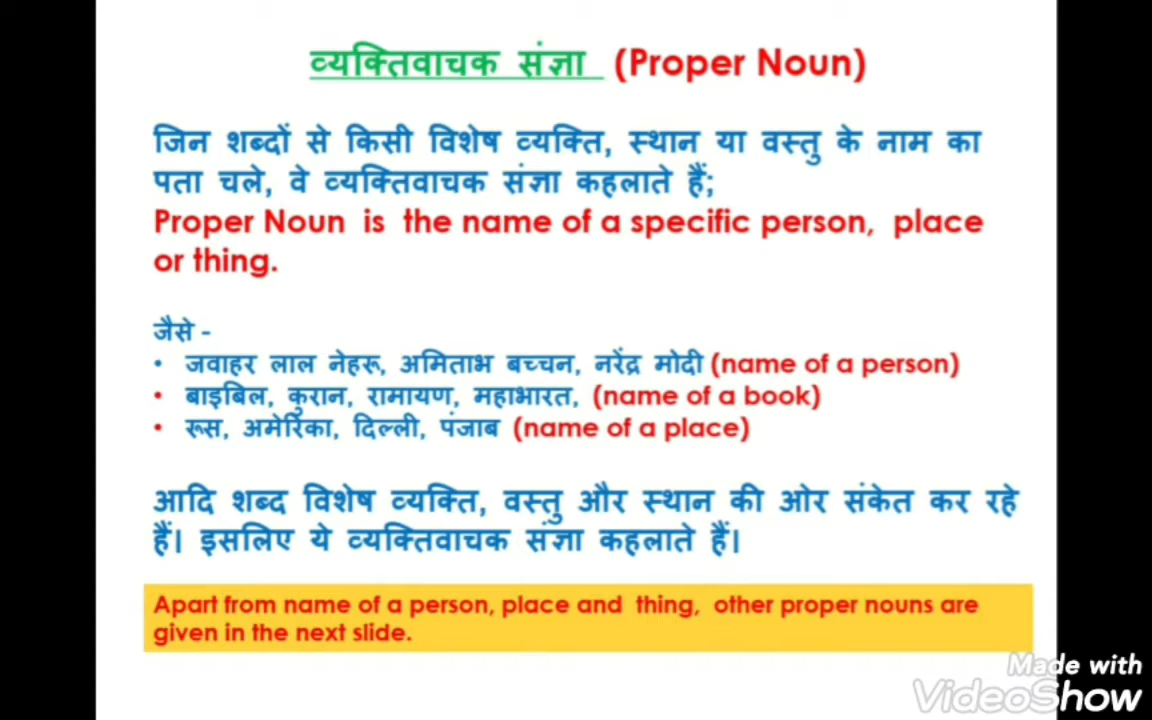 व्यक्तिवाचक संज्ञा (Proper Noun)
जिन शब्दों से किसी विशेष व्यक्ति, स्थान या वस्तु के नाम का
पता चले, वे व्यक्तिवाचक संज्ञा कहलाते हैं;
Proper Noun is the name of a specific person, place
or thing.
जैसे -
• जवाहर लाल नेहरू, अमिताभ बच्चन, नरेंद्र मोदी (name of a person)
• बाइबिल, कुरान, रामायण, महाभारत, (name of a book)
• रूस, अमेरिका, दिल्ली, पंजाब (name of a place)
आदि शब्द विशेष व्यक्ति, वस्तु और स्थान की ओर संकेत कर रहे
हैं। इसलिए ये व्यक्तिवाचक संज्ञा कहलाते हैं।
Apart from name of a person, place and thing, other proper nouns are
given in the next slide.
Made with
VideoShow